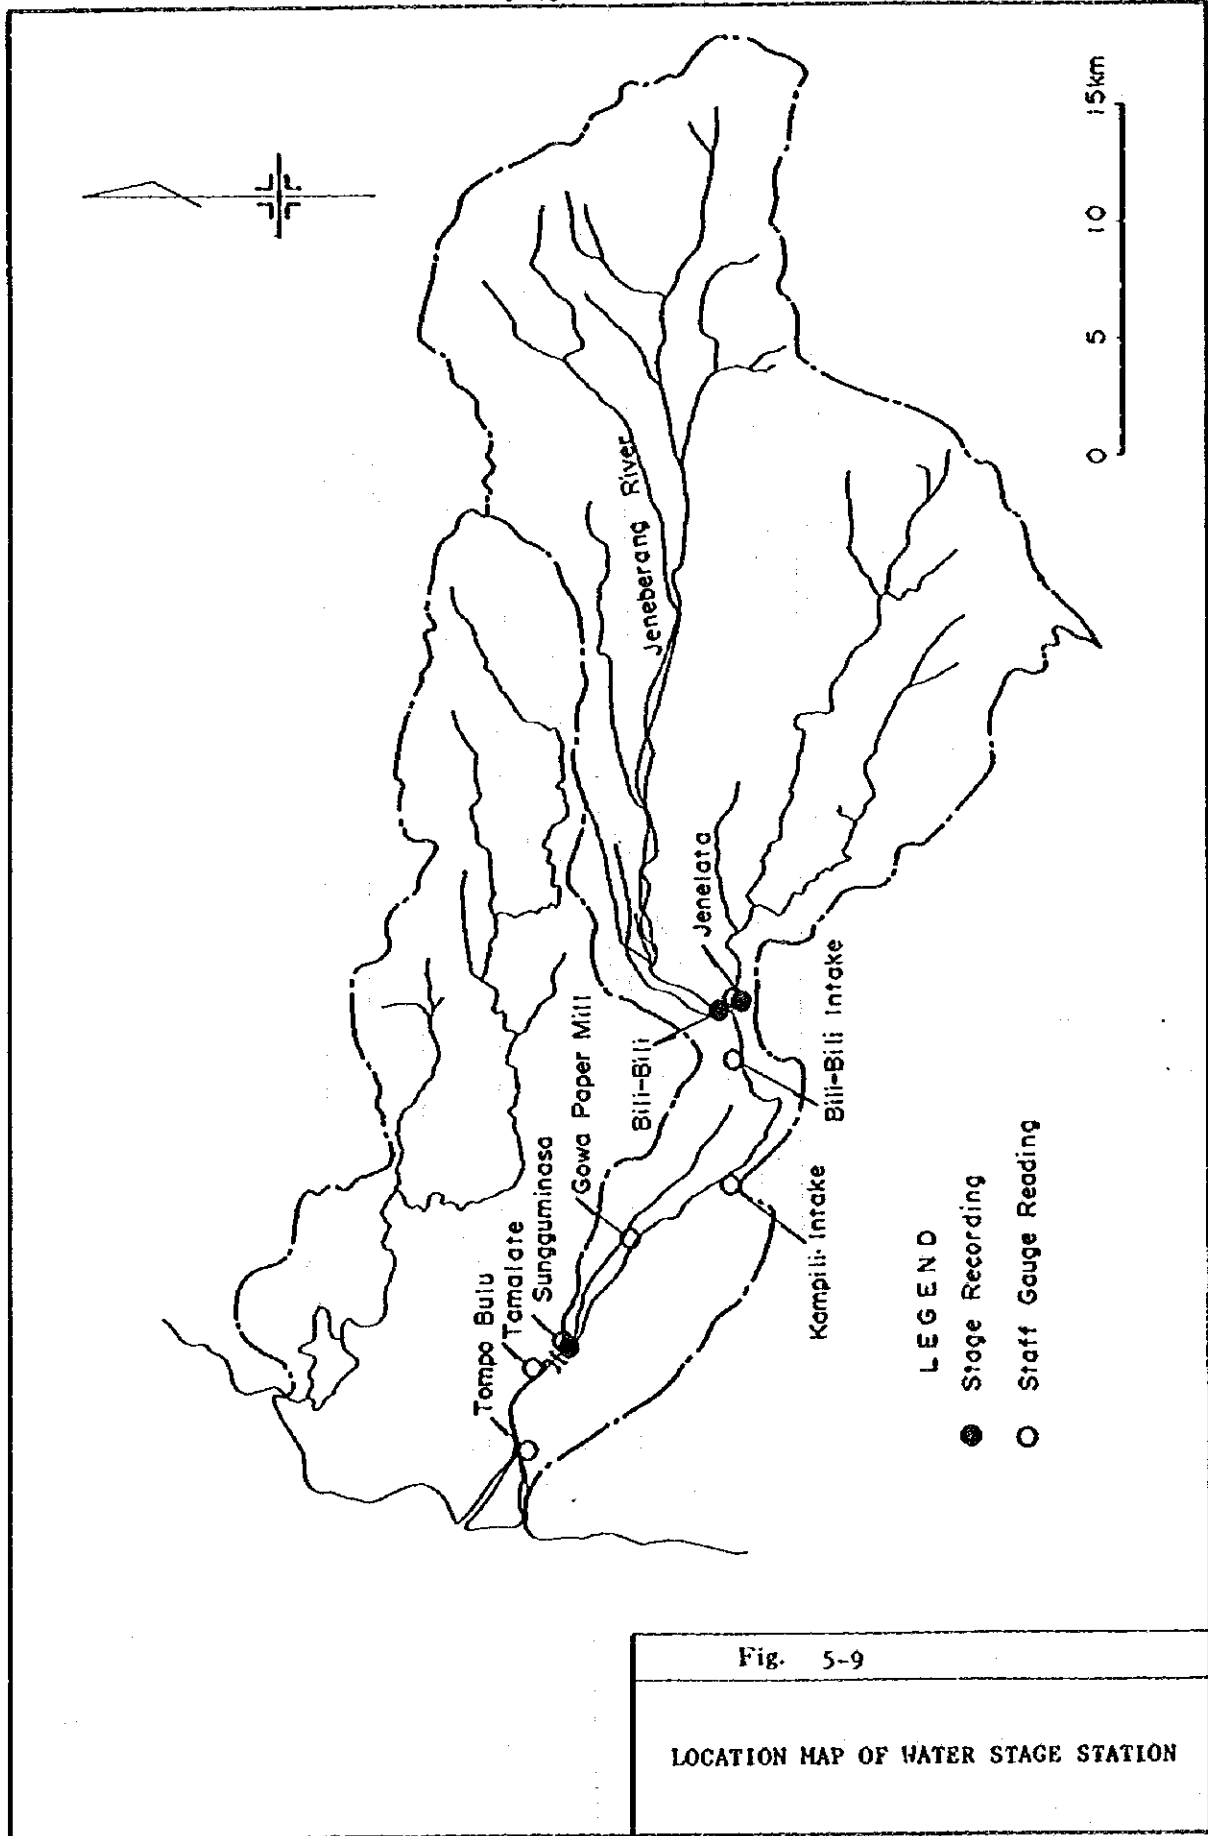 Jeneberang River
Jenelata
Bili-Bili
Bili-Bili Intake
Gowa Paper Mill
Sungguminasa
Tamalate
Tompo Bulu
Kampili Intake
0 5 10 15km
LEGEND
Stage Recording
Staff Gauge Reading
Fig. 5-9
LOCATION MAP OF WATER STAGE STATION